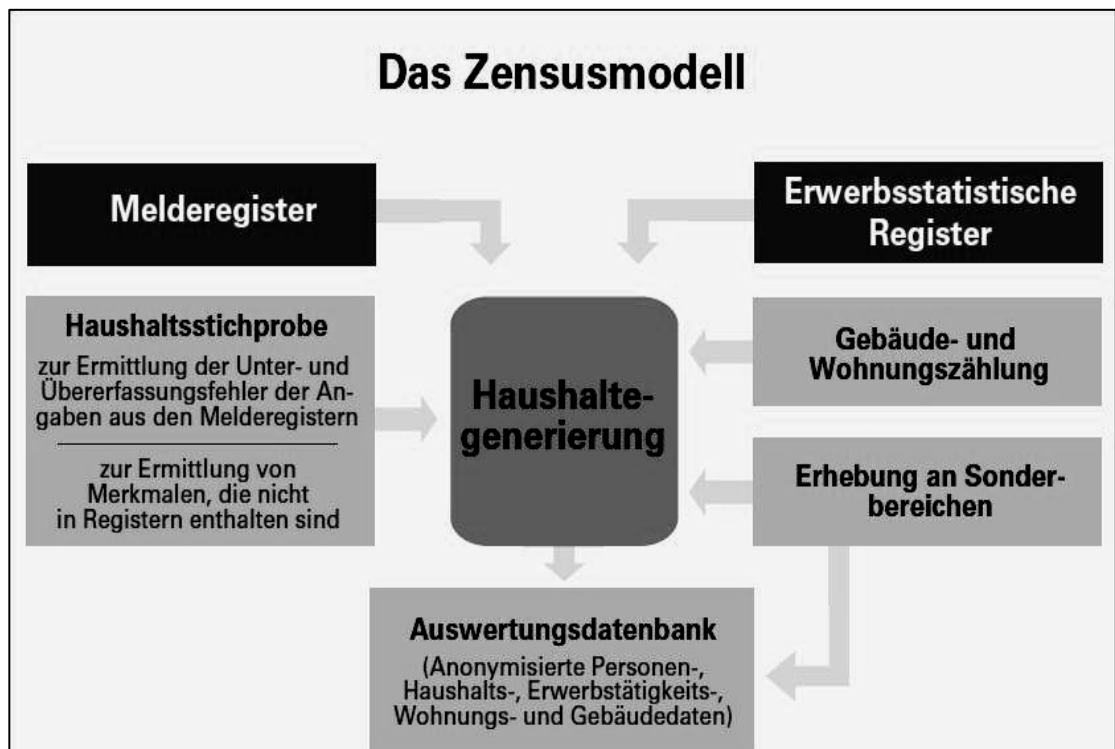 Das Zensusmodell
Melderegister
Erwerbsstatistische
Register
Haushaltsstichprobe
zur Ermittlung der Unter- und
Übererfassungsfehler der An-
gaben aus den Melderegistern
zur Ermittlung von
Merkmalen, die nicht
in Registern enthalten sind
Haushalte-
generierung
Gebäude- und
Wohnungszählung
Erhebung an Sonder-
bereichen
Auswertungsdatenbank
(Anonymisierte Personen-,
Haushalts-, Erwerbstätigkeits-,
Wohnungs- und Gebäudedaten)